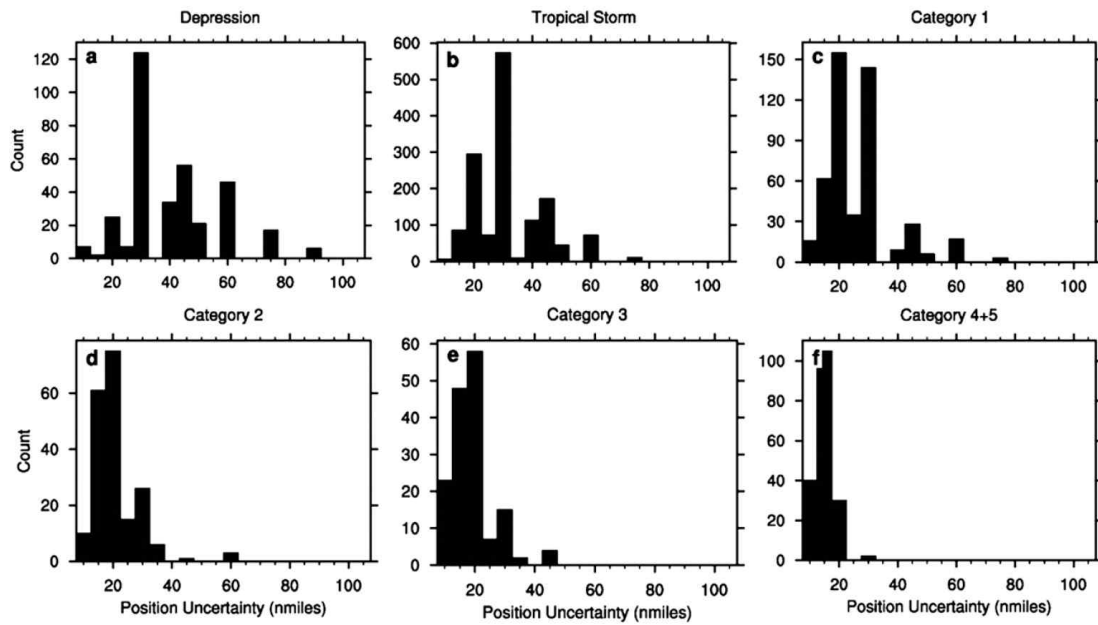 Depression
Tropical Storm
Category 1
a
b
c
120
100
80
60
40
20
0
600
500
400
300
200
100
0
150
120
90
60
30
0
Count
20 40 60 80 100
20 40 60 80 100
20 40 60 80 100
Category 2
Category 3
Category 4+5
d
e
f
60
40
20
0
60
50
40
30
20
10
0
100
80
60
40
20
0
Count
20 40 60 80 100
20 40 60 80 100
20 40 60 80 100
Position Uncertainty (nmiles)
Position Uncertainty (nmiles)
Position Uncertainty (nmiles)